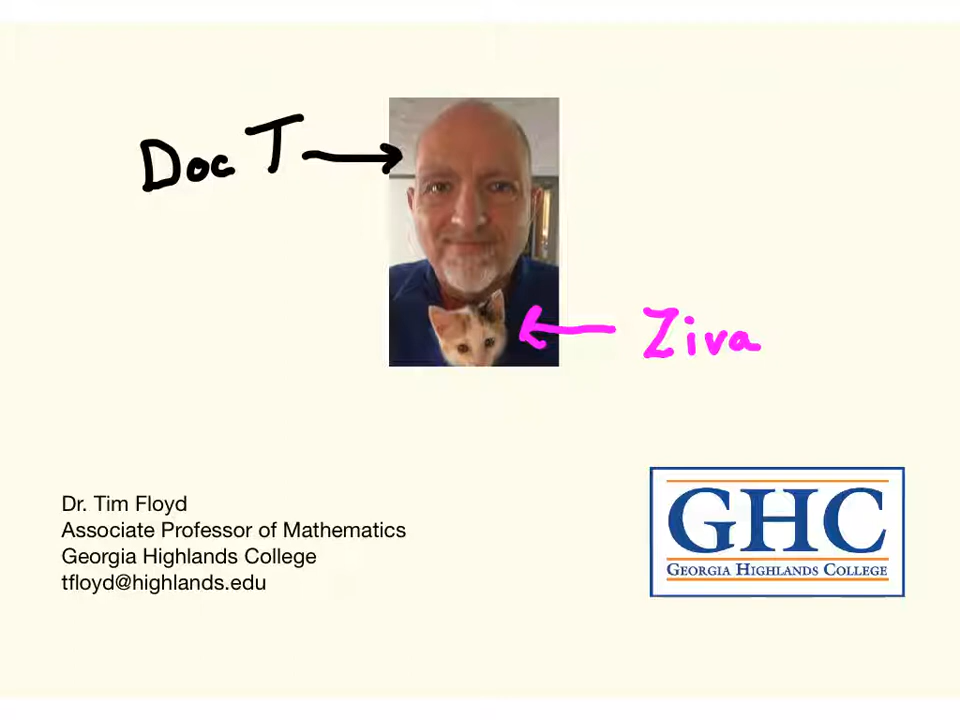 Doc T
Ziva
Dr. Tim Floyd
Associate Professor of Mathematics
Georgia Highlands College
tfloyd@highlands.edu
GHC
GEORGIA HIGHLANDS COLLEGE